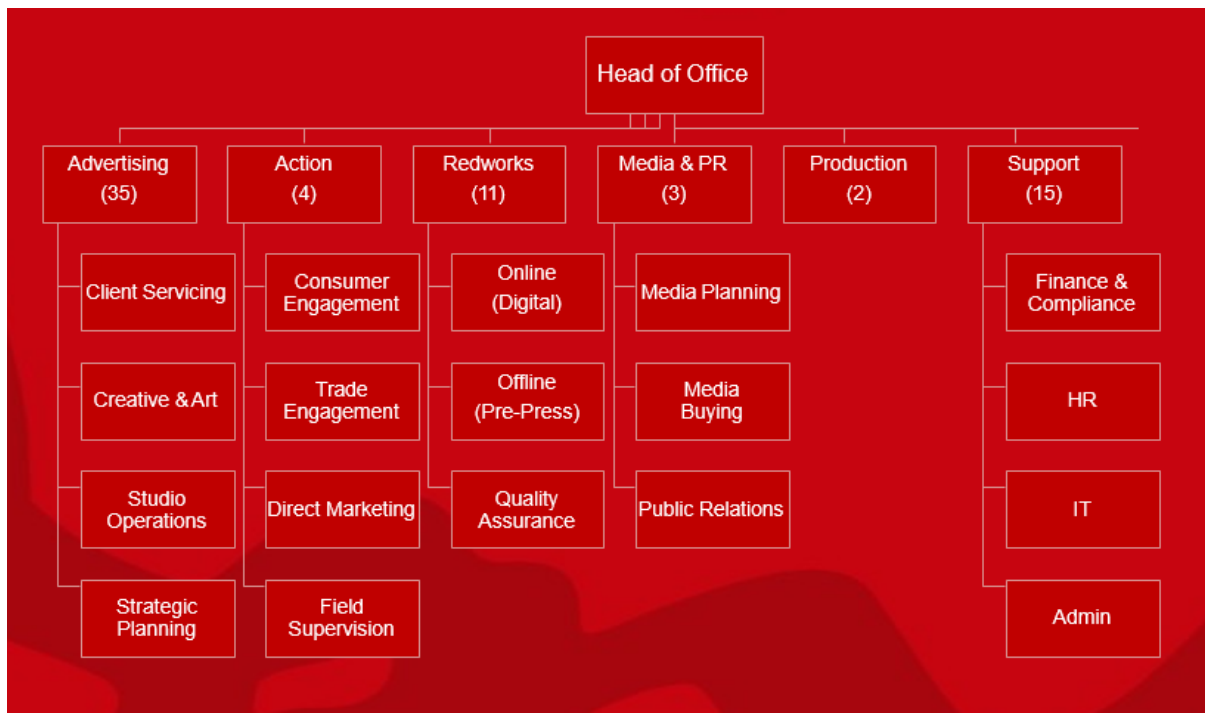 Head of Office
Advertising
(35)
Client Servicing
Creative & Art
Studio
Operations
Strategic
Planning
Action
(4)
Consumer
Engagement
Trade
Engagement
Direct Marketing
Field
Supervision
Redworks
(11)
Online
(Digital)
Offline
(Pre-Press)
Quality
Assurance
Media & PR
(3)
Media Planning
Media
Buying
Public Relations
Production
(2)
Support
(15)
Finance &
Compliance
HR
IT
Admin